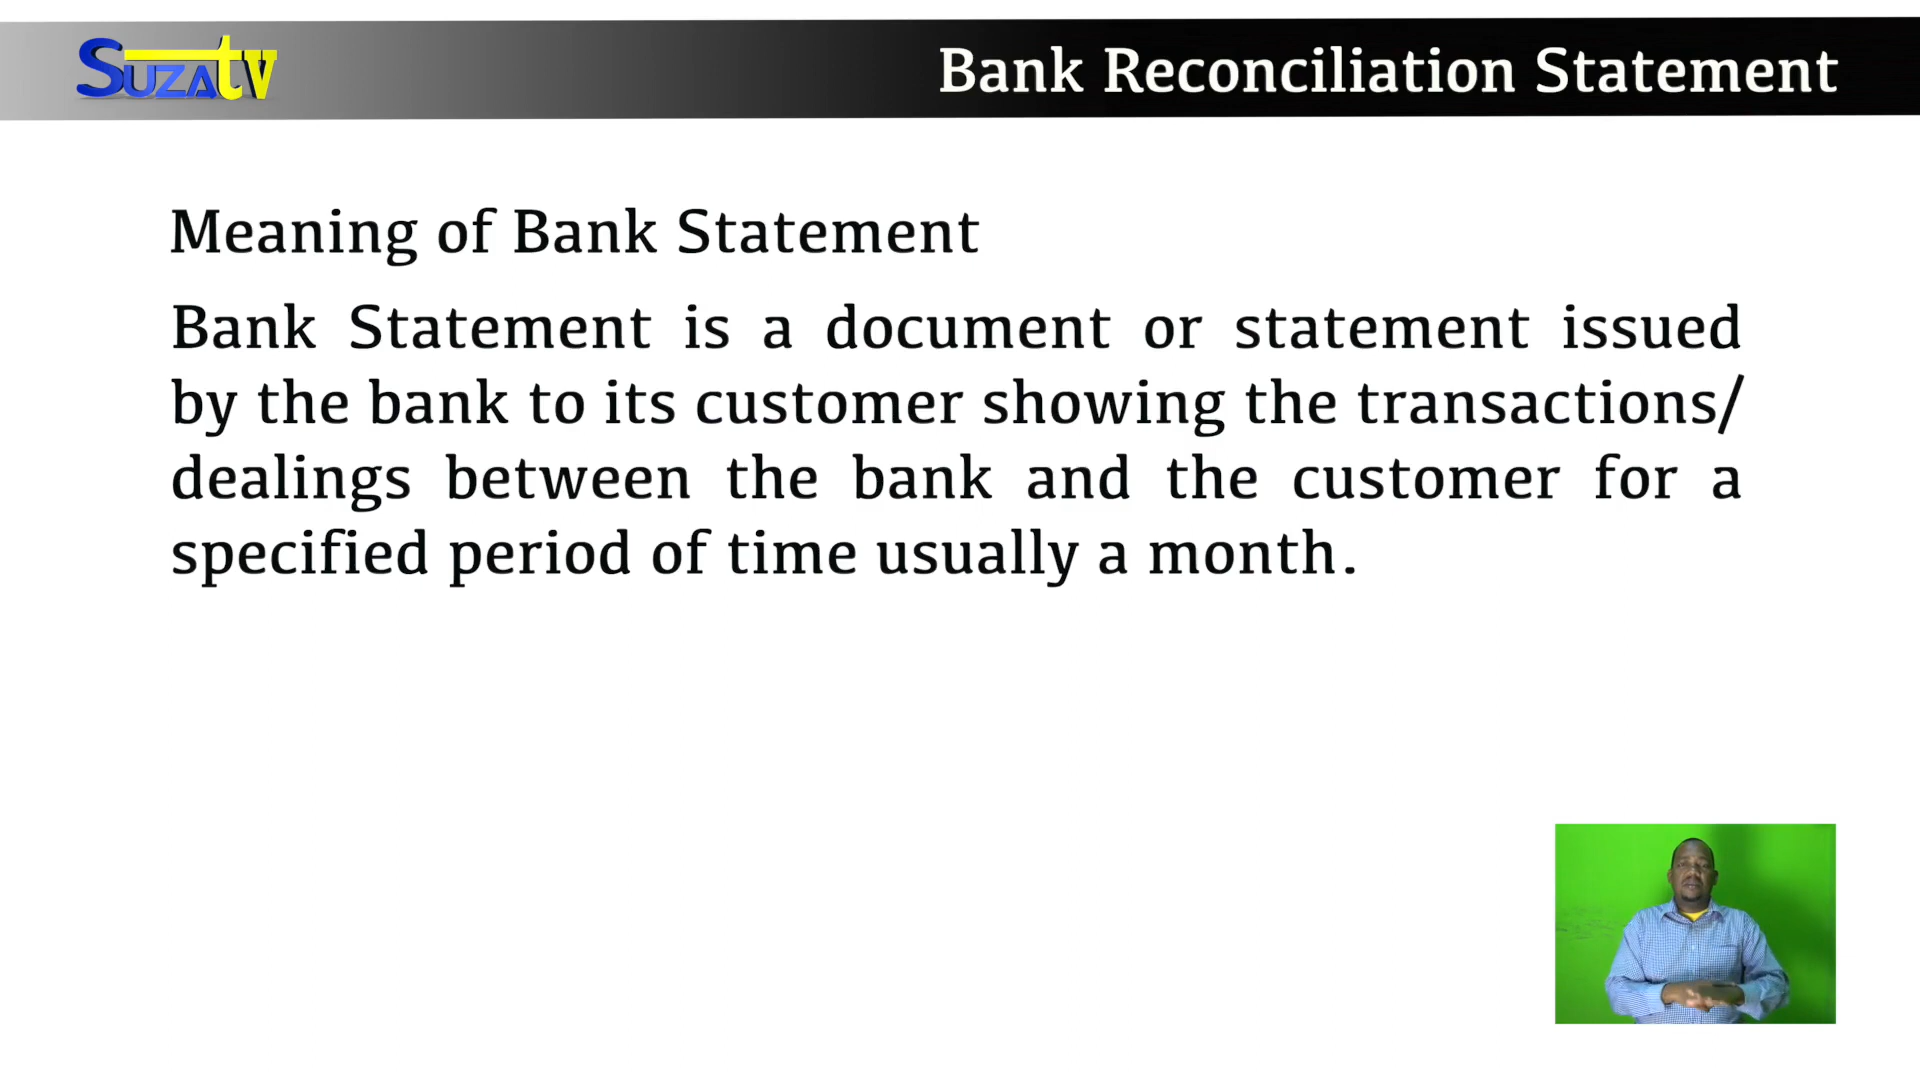 SUZAtv
Bank Reconciliation Statement
Meaning of Bank Statement
Bank Statement is a document or statement issued
by the bank to its customer showing the transactions/
dealings between the bank and the customer for a
specified period of time usually a month.